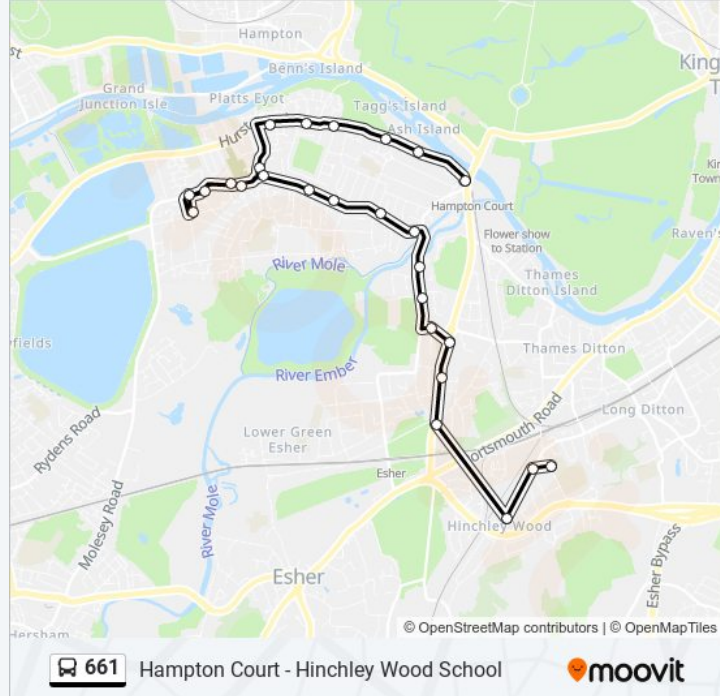 Hampton
Benn's Island
King
T
Grand
Junction Isle
Platts Eyot
Tagg's Island
Hurst
Ash Island
Hampton Court
Flower show
to Station
Raven's
River Mole
Thames
Ditton Island
yfields
River Ember
Thames Ditton
Rydens Road
Lower Green
Esher
Portsmouth Road
Long Ditton
Esher
Molesey Road
River Mole
Hinchley Wood
Esher Bypass
Esher
Hersham
© OpenStreetMap contributors | © OpenMapTiles
661 Hampton Court - Hinchley Wood School
moovit